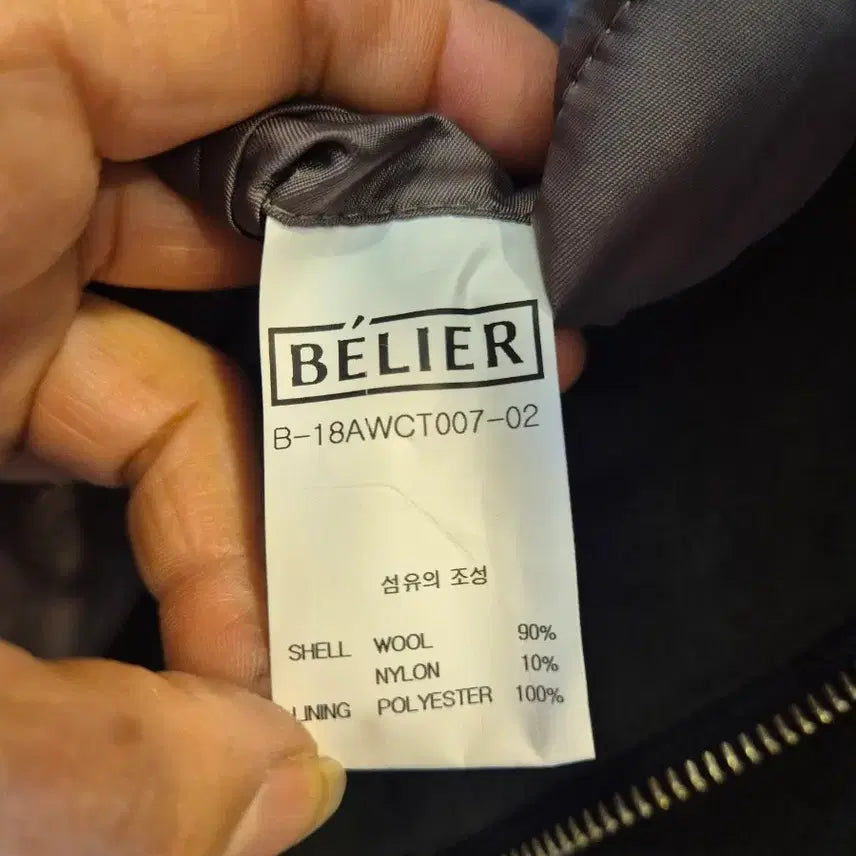 BÉLIER
B-18AWCT007-02
섬유의 조성
SHELL WOOL 90%
NYLON 10%
LINING POLYESTER 100%